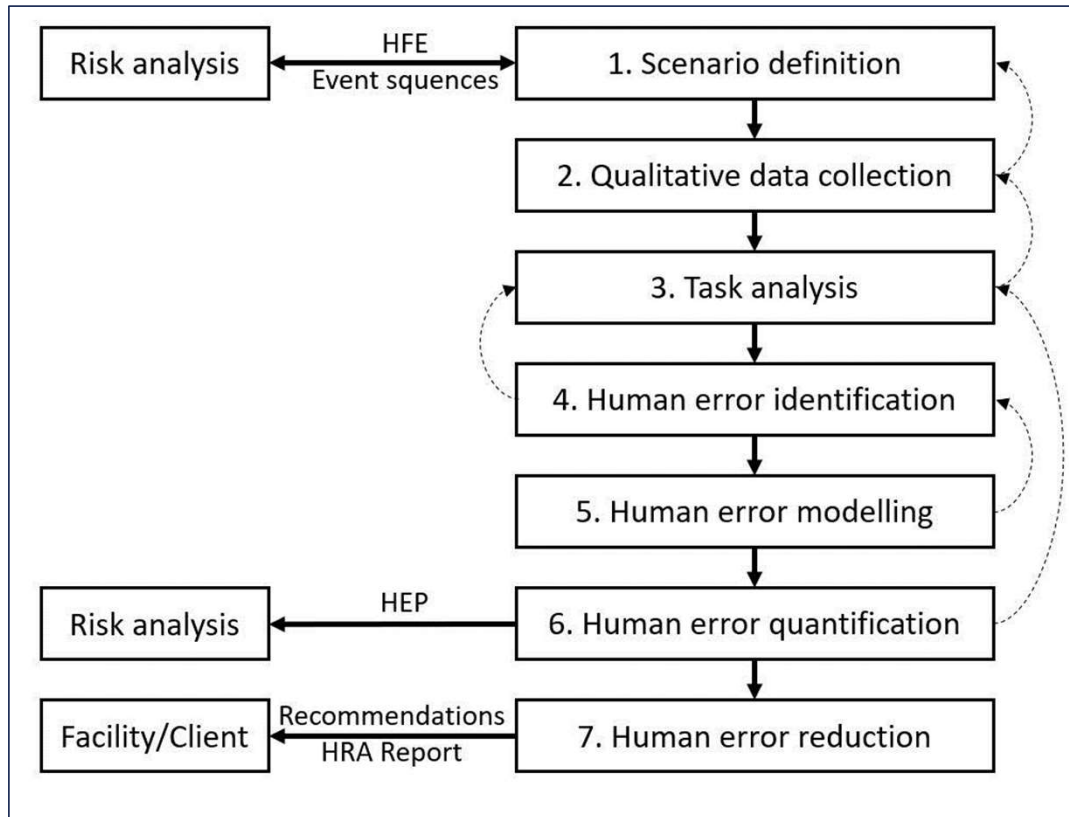 Risk analysis
HFE
Event squences
1. Scenario definition
2. Qualitative data collection
3. Task analysis
4. Human error identification
5. Human error modelling
Risk analysis
HEP
6. Human error quantification
Facility/Client
Recommendations
HRA Report
7. Human error reduction